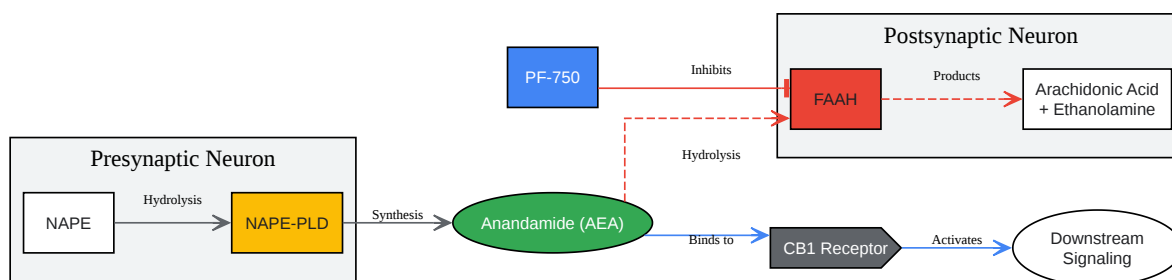 Postsynaptic Neuron
PF-750
Inhibits
FAAH
Products
Arachidonic Acid
+ Ethanolamine
Hydrolysis
Presynaptic Neuron
NAPE
Hydrolysis
NAPE-PLD
Synthesis
Anandamide (AEA)
Binds to
CB1 Receptor
Activates
Downstream
Signaling